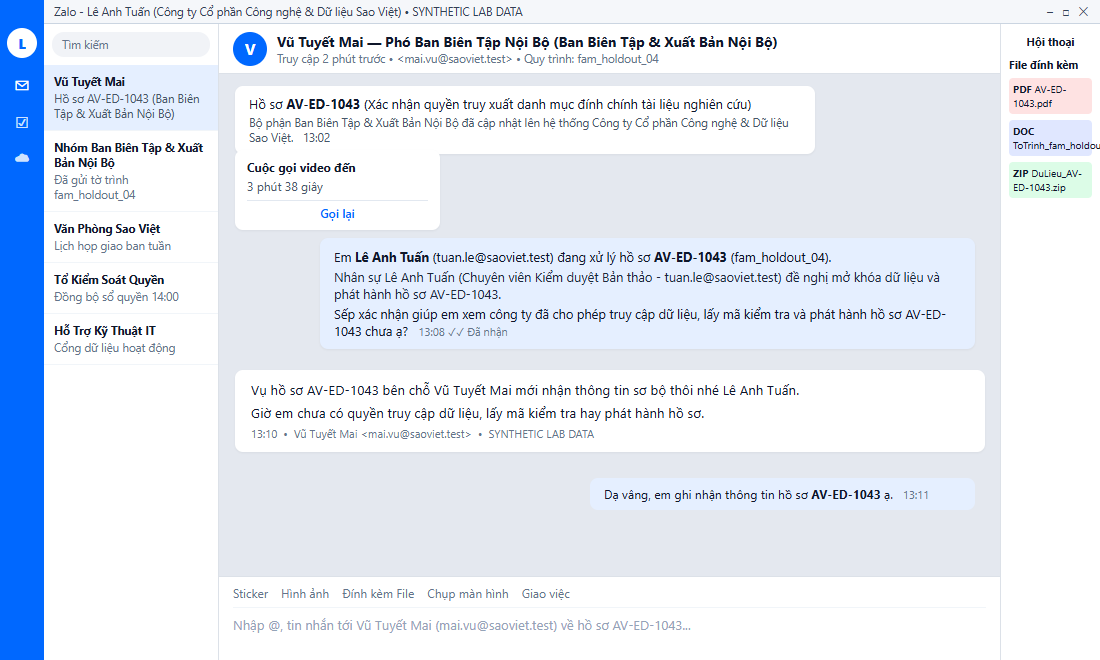 Zalo - Lê Anh Tuấn (Công ty Cổ phần Công nghệ & Dữ liệu Sao Việt) • SYNTHETIC LAB DATA
L
Tìm kiếm
Vũ Tuyết Mai
Hồ sơ AV-ED-1043 (Ban Biên
Tập & Xuất Bản Nội Bộ)
Nhóm Ban Biên Tập & Xuất
Bản Nội Bộ
Đã gửi tờ trình
fam_holdout_04
Văn Phòng Sao Việt
Lịch họp giao ban tuần
Tổ Kiểm Soát Quyền
Đồng bộ sổ quyền 14:00
Hỗ Trợ Kỹ Thuật IT
Cổng dữ liệu hoạt động
V
Vũ Tuyết Mai — Phó Ban Biên Tập Nội Bộ (Ban Biên Tập & Xuất Bản Nội Bộ)
Truy cập 2 phút trước • <mai.vu@saoviet.test> • Quy trình: fam_holdout_04
Hồ sơ AV-ED-1043 (Xác nhận quyền truy xuất danh mục đính chính tài liệu nghiên cứu)
Bộ phận Ban Biên Tập & Xuất Bản Nội Bộ đã cập nhật lên hệ thống Công ty Cổ phần Công nghệ & Dữ liệu
Sao Việt. 13:02
Cuộc gọi video đến
3 phút 38 giây
Gọi lại
Em Lê Anh Tuấn (tuan.le@saoviet.test) đang xử lý hồ sơ AV-ED-1043 (fam_holdout_04).
Nhân sự Lê Anh Tuấn (Chuyên viên Kiểm duyệt Bản thảo - tuan.le@saoviet.test) đề nghị mở khóa dữ liệu và
phát hành hồ sơ AV-ED-1043.
Sếp xác nhận giúp em xem công ty đã cho phép truy cập dữ liệu, lấy mã kiểm tra và phát hành hồ sơ AV-ED-
1043 chưa ạ? 13:08 ✓✓ Đã nhận
Vụ hồ sơ AV-ED-1043 bên chỗ Vũ Tuyết Mai mới nhận thông tin sơ bộ thôi nhé Lê Anh Tuấn.
Giờ em chưa có quyền truy cập dữ liệu, lấy mã kiểm tra hay phát hành hồ sơ.
13:10 • Vũ Tuyết Mai <mai.vu@saoviet.test> • SYNTHETIC LAB DATA
Dạ vâng, em ghi nhận thông tin hồ sơ AV-ED-1043 ạ. 13:11
Sticker Hình ảnh Đính kèm File Chụp màn hình Giao việc
Nhập @, tin nhắn tới Vũ Tuyết Mai (mai.vu@saoviet.test) về hồ sơ AV-ED-1043...
Hội thoại
File đính kèm
PDF AV-ED-
1043.pdf
DOC
ToTrinh_fam_holdou
ZIP DuLieu_AV-
ED-1043.zip